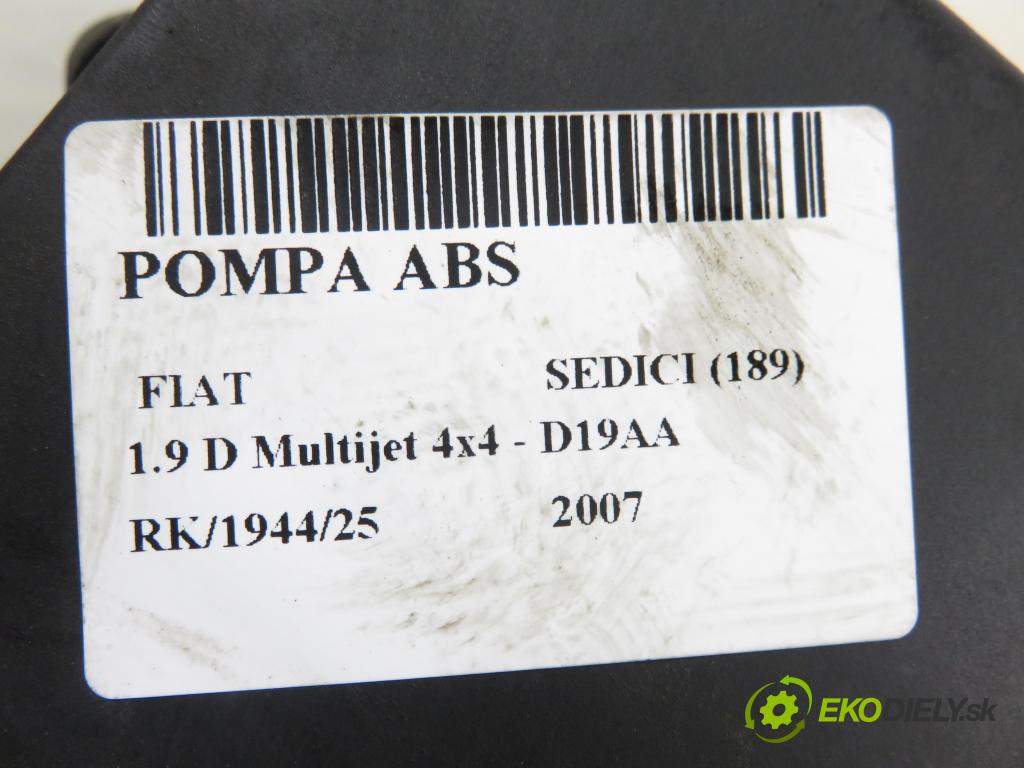 POMPA ABS
FIAT SEDICI (189)
1.9 D Multijet 4x4 - D19AA
RK/1944/25 2007
EKODIELY.sk